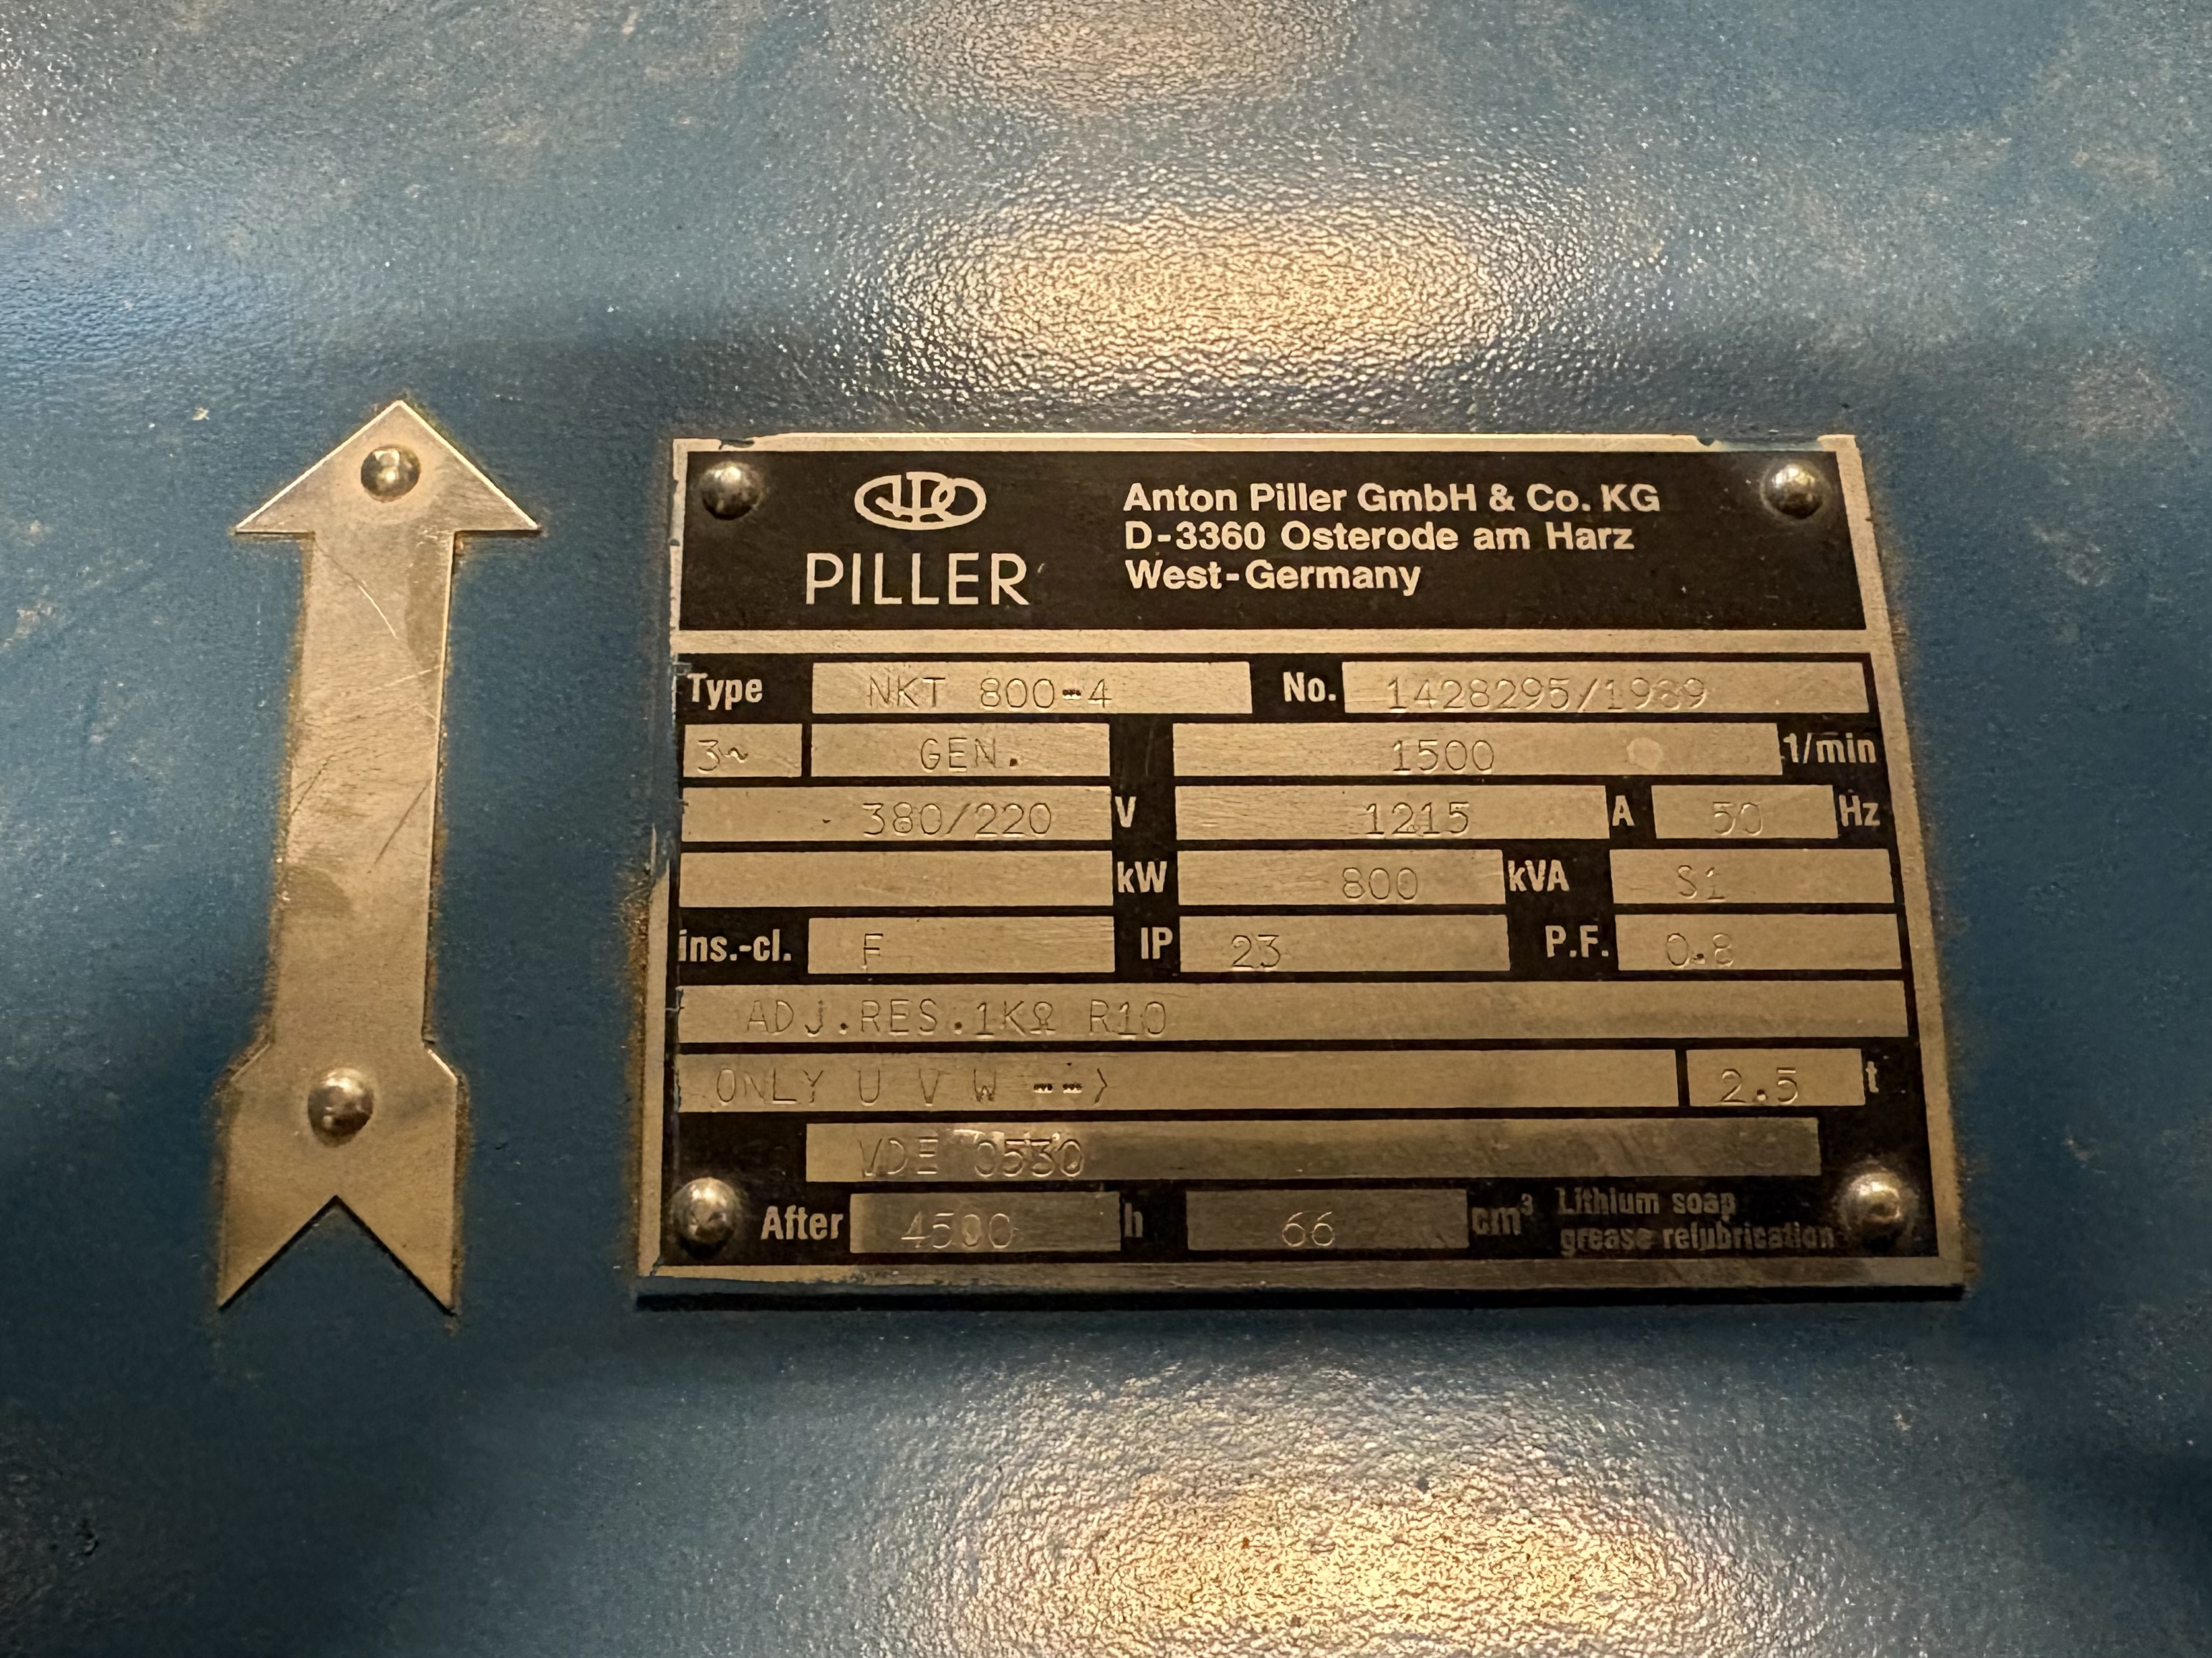 PILLER
Anton Piller GmbH & Co. KG
D-3360 Osterode am Harz
West-Germany
Type NKT 800-4 No. 1428295/1989
3~ GEN. 1500 1/min
380/220 V 1215 A 50 Hz
kW 800 kVA S1
ins.-cl. F IP 23 P.F. 0.8
ADJ.RES.1KΩ R10
ONLY U V W --> 2.5 t
VDE 0530
After 4500 h 66 cm³ Lithium soap
grease relubrication